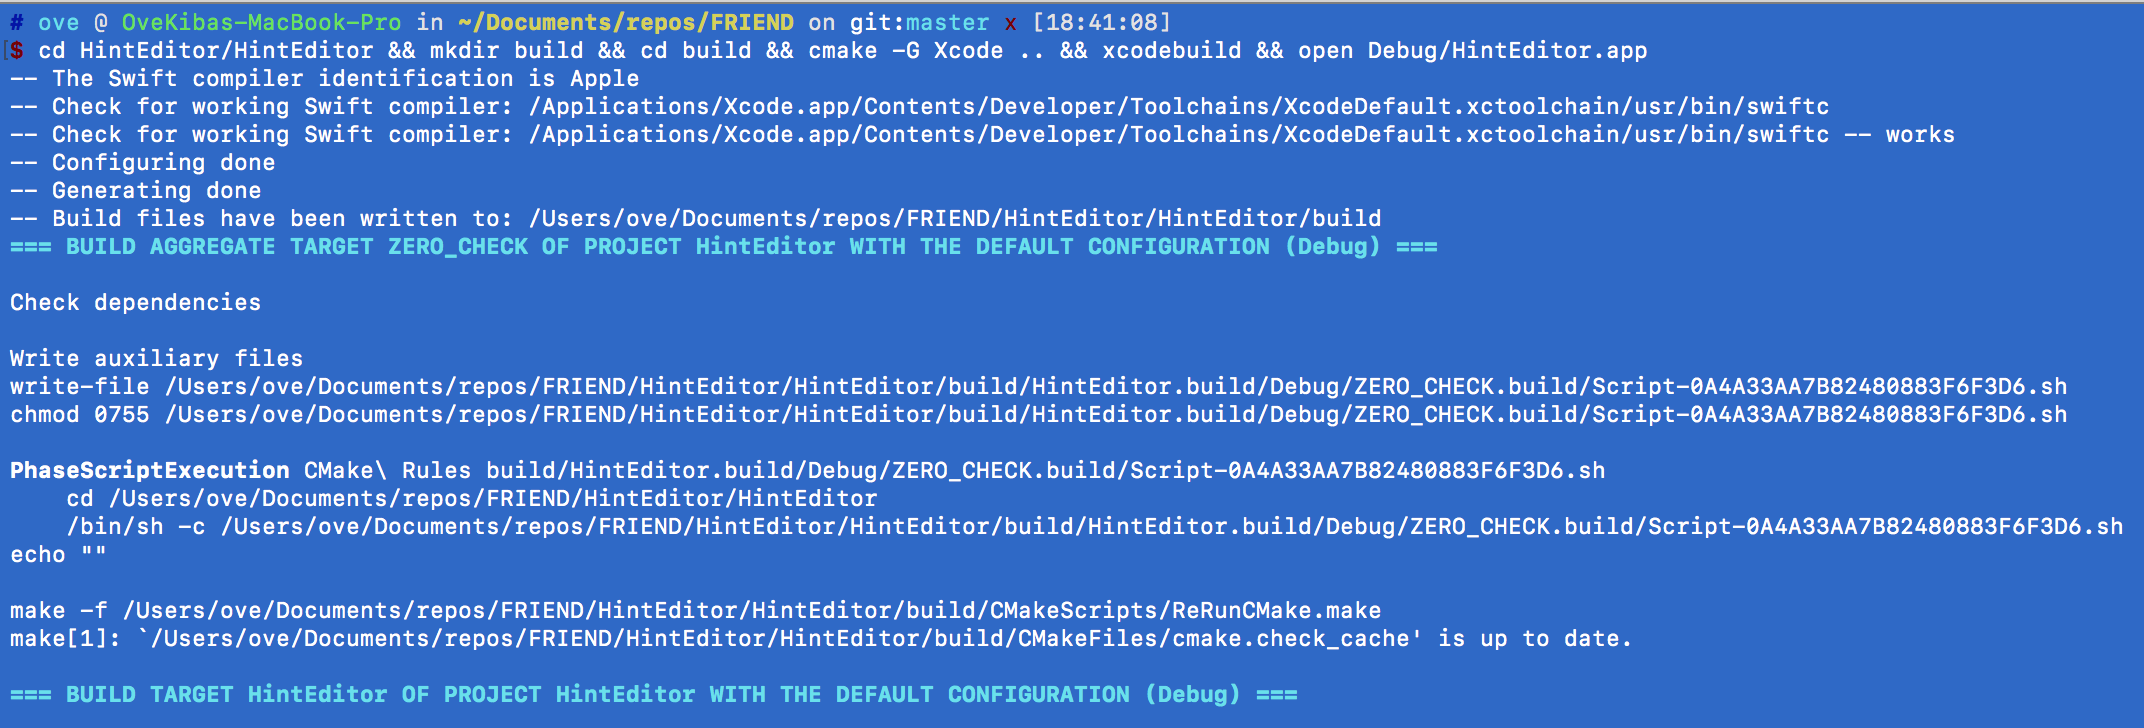 # ove @ OveKibas-MacBook-Pro in ~/Documents/repos/FRIEND on git:master x [18:41:08]
$ cd HintEditor/HintEditor && mkdir build && cd build && cmake -G Xcode .. && xcodebuild && open Debug/HintEditor.app
-- The Swift compiler identification is Apple
-- Check for working Swift compiler: /Applications/Xcode.app/Contents/Developer/Toolchains/XcodeDefault.xctoolchain/usr/bin/swiftc
-- Check for working Swift compiler: /Applications/Xcode.app/Contents/Developer/Toolchains/XcodeDefault.xctoolchain/usr/bin/swiftc -- works
-- Configuring done
-- Generating done
-- Build files have been written to: /Users/ove/Documents/repos/FRIEND/HintEditor/HintEditor/build
=== BUILD AGGREGATE TARGET ZERO_CHECK OF PROJECT HintEditor WITH THE DEFAULT CONFIGURATION (Debug) ===
Check dependencies
Write auxiliary files
write-file /Users/ove/Documents/repos/FRIEND/HintEditor/HintEditor/build/HintEditor.build/Debug/ZERO_CHECK.build/Script-0A4A33AA7B82480883F6F3D6.sh
chmod 0755 /Users/ove/Documents/repos/FRIEND/HintEditor/HintEditor/build/HintEditor.build/Debug/ZERO_CHECK.build/Script-0A4A33AA7B82480883F6F3D6.sh
PhaseScriptExecution CMake\ Rules build/HintEditor.build/Debug/ZERO_CHECK.build/Script-0A4A33AA7B82480883F6F3D6.sh
cd /Users/ove/Documents/repos/FRIEND/HintEditor/HintEditor
/bin/sh -c /Users/ove/Documents/repos/FRIEND/HintEditor/HintEditor/build/HintEditor.build/Debug/ZERO_CHECK.build/Script-0A4A33AA7B82480883F6F3D6.sh
echo ""
make -f /Users/ove/Documents/repos/FRIEND/HintEditor/HintEditor/build/CMakeScripts/ReRunCMake.make
make[1]: `/Users/ove/Documents/repos/FRIEND/HintEditor/HintEditor/build/CMakeFiles/cmake.check_cache' is up to date.
=== BUILD TARGET HintEditor OF PROJECT HintEditor WITH THE DEFAULT CONFIGURATION (Debug) ===